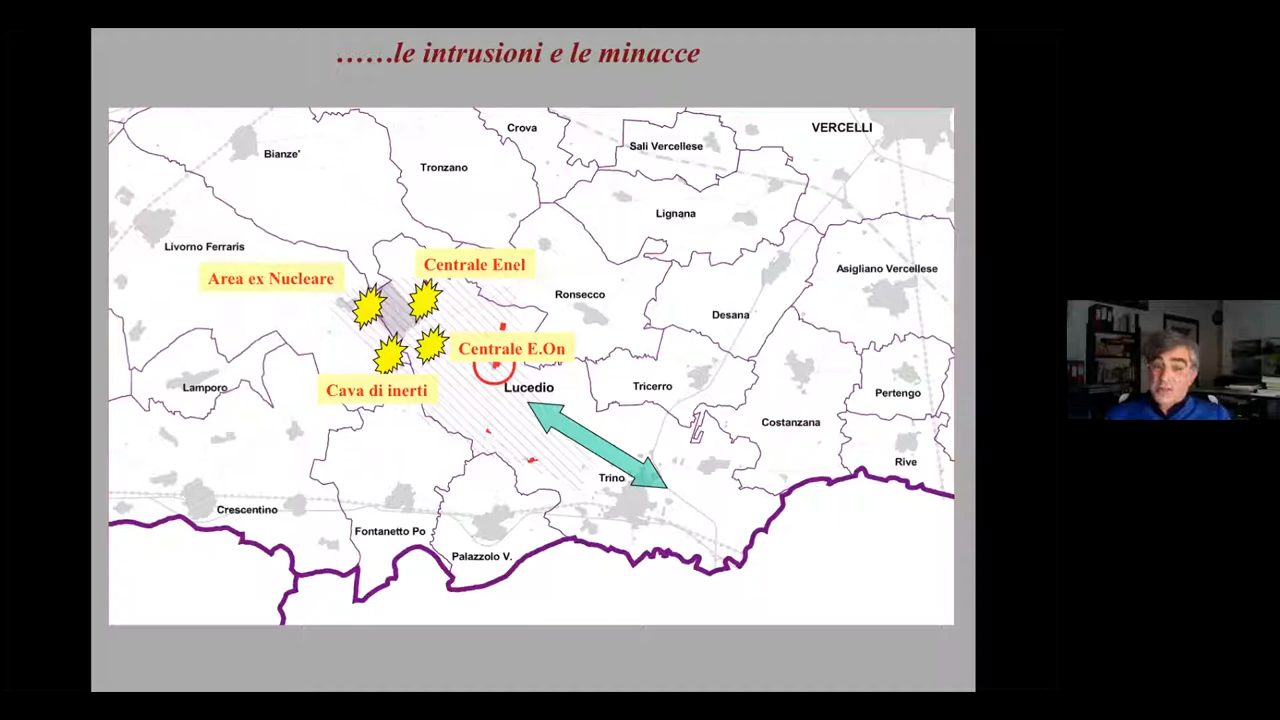 ……le intrusioni e le minacce
Crova
VERCELLI
Sali Vercellese
Bianze'
Tronzano
Lignana
Livorno Ferraris
Centrale Enel
Area ex Nucleare
Asigliano Vercellese
Ronsecco
Desana
Centrale E.On
Cava di inerti
Lucedio
Lamporo
Tricerro
Pertengo
Costanzana
Rive
Trino
Crescentino
Fontanetto Po
Palazzolo V.